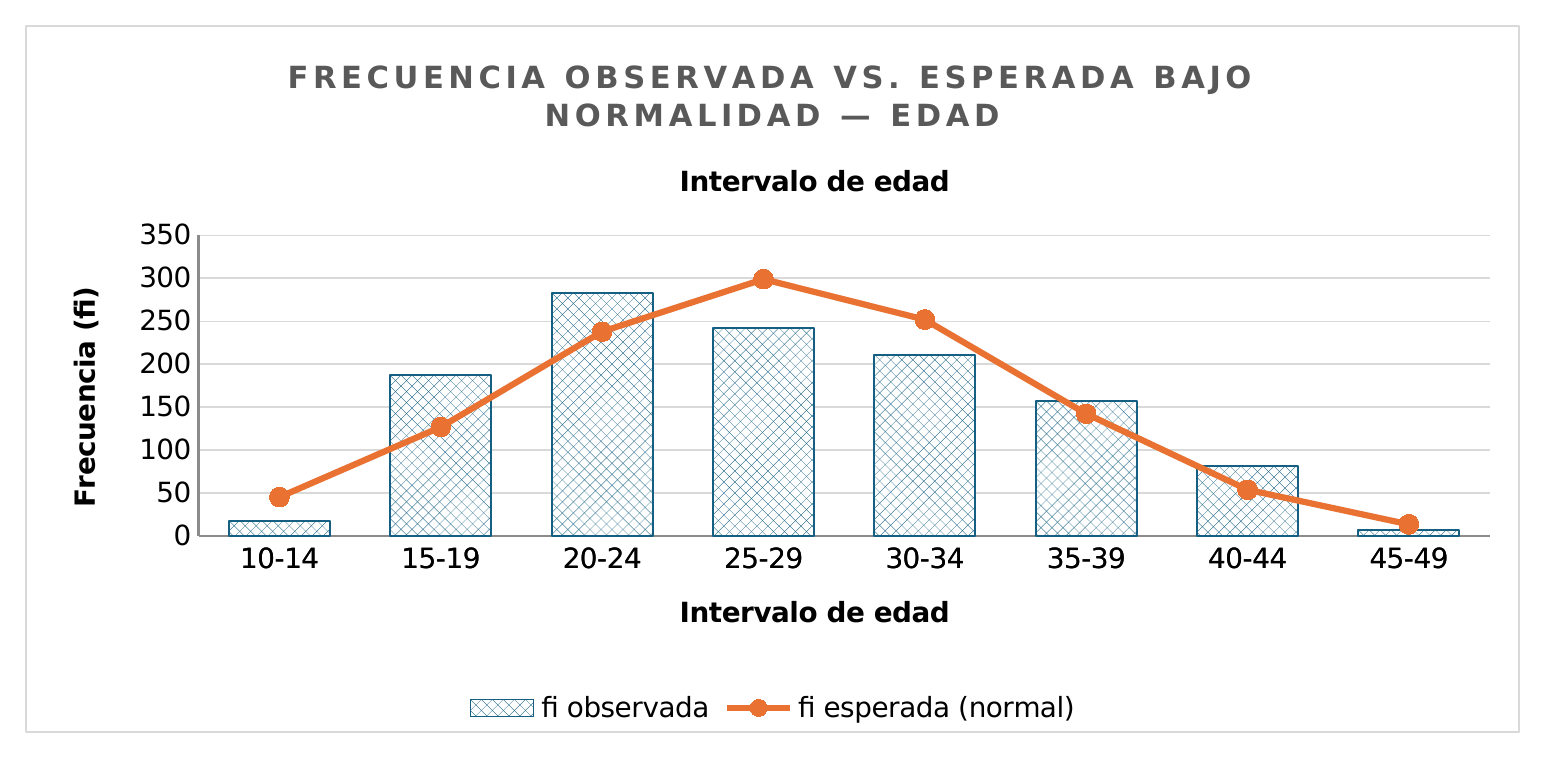 FRECUENCIA OBSERVADA VS. ESPERADA BAJO
NORMALIDAD — EDAD
Intervalo de edad
Frecuencia (fi)
350
300
250
200
150
100
50
0
10-14 15-19 20-24 25-29 30-34 35-39 40-44 45-49
Intervalo de edad
fi observada fi esperada (normal)